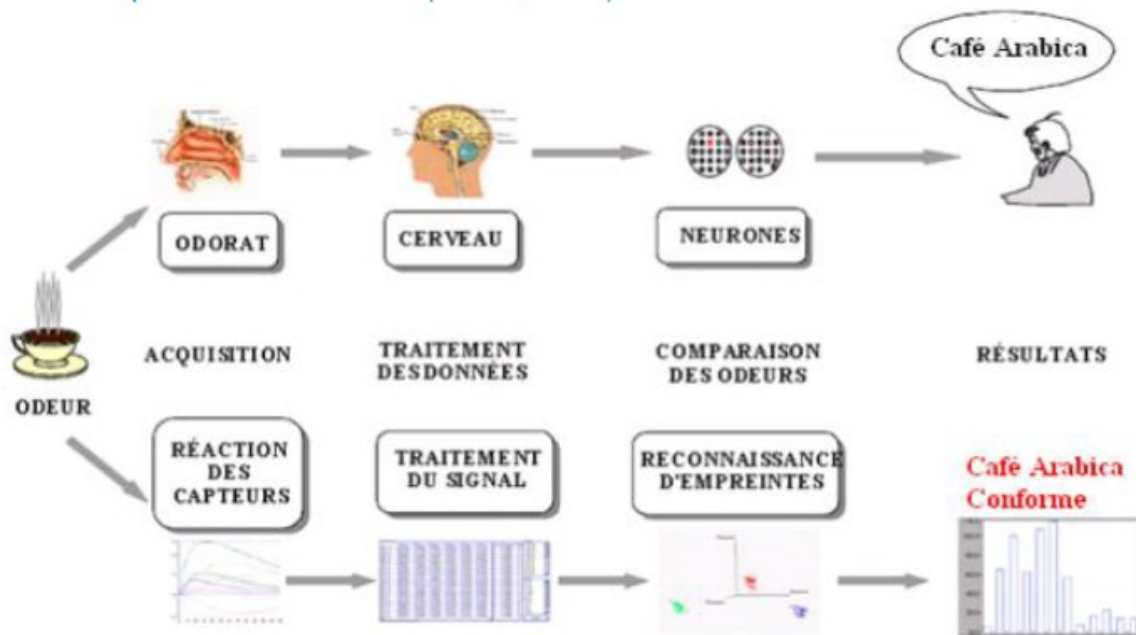 Café Arabica
ODORAT
CERVEAU
NEURONES
ACQUISITION
TRAITEMENT
DESDONNÉES
COMPARAISON
DES ODEURS
RÉSULTATS
ODEUR
RÉACTION
DES
CAPTEURS
TRAITEMENT
DU SIGNAL
RECONNAISSANCE
D'EMPREINTES
Café Arabica
Conforme